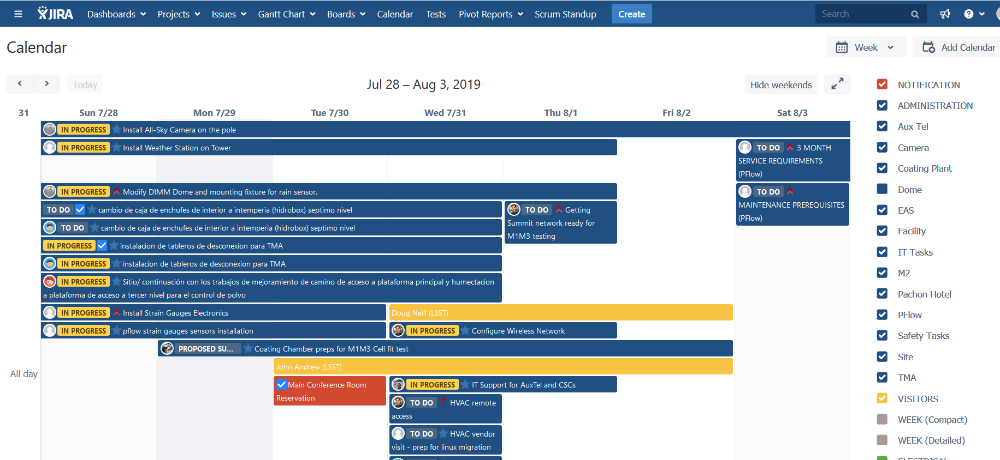 JIRA Dashboards Projects Issues Gantt Chart Boards Calendar Tests Pivot Reports Scrum Standup Create Search ?
Calendar
Week Add Calendar
Today Jul 28 – Aug 3, 2019 Hide weekends
31 Sun 7/28 Mon 7/29 Tue 7/30 Wed 7/31 Thu 8/1 Fri 8/2 Sat 8/3
IN PROGRESS Install All-Sky Camera on the pole
IN PROGRESS Install Weather Station on Tower
TO DO 3 MONTH
SERVICE REQUIREMENTS
(PFlow)
IN PROGRESS Modify DIMM Dome and mounting fixture for rain sensor.
TO DO
MAINTENANCE PREREQUISITES
(PFlow)
TO DO cambio de caja de enchufes de interior a intemperia (hidrobox) septimo nivel
TO DO Getting
Summit network ready for
M1M3 testing
TO DO cambio de caja de enchufes de interior a intemperia (hidrobox) septimo nivel
IN PROGRESS instalacion de tableros de desconexion para TMA
IN PROGRESS instalacion de tableros de desconexion para TMA
IN PROGRESS Sitio/ continuación con los trabajos de mejoramiento de camino de acceso a plataforma principal y humectacion
a plataforma de acceso a tercer nivel para el control de polvo
IN PROGRESS Install Strain Gauges Electronics
Doug Neill (LSST)
IN PROGRESS pflow strain gauges sensors installation
IN PROGRESS Configure Wireless Network
PROPOSED SU... Coating Chamber preps for M1M3 Cell fit test
All day
John Andrew (LSST)
Main Conference Room
Reservation
IN PROGRESS IT Support for AuxTel and CSCs
TO DO HVAC remote
access
TO DO HVAC vendor
visit - prep for linux migration
NOTIFICATION
ADMINISTRATION
Aux Tel
Camera
Coating Plant
Dome
EAS
Facility
IT Tasks
M2
Pachon Hotel
PFlow
Safety Tasks
Site
TMA
VISITORS
WEEK (Compact)
WEEK (Detailed)
ELECTRICAL